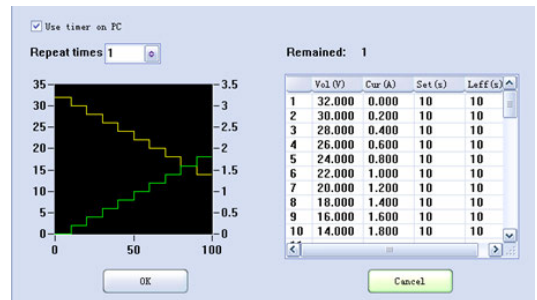 Use timer on PC
Repeat times 1
Remained: 1
35
30
25
20
15
10
5
0
3.5
3
2.5
2
1.5
1
0.5
0
0 50 100
Vol(V) Cur(A) Set(s) Leff(s)
1 32.000 0.000 10 10
2 30.000 0.200 10 10
3 28.000 0.400 10 10
4 26.000 0.600 10 10
5 24.000 0.800 10 10
6 22.000 1.000 10 10
7 20.000 1.200 10 10
8 18.000 1.400 10 10
9 16.000 1.600 10 10
10 14.000 1.800 10 10
OK
Cancel